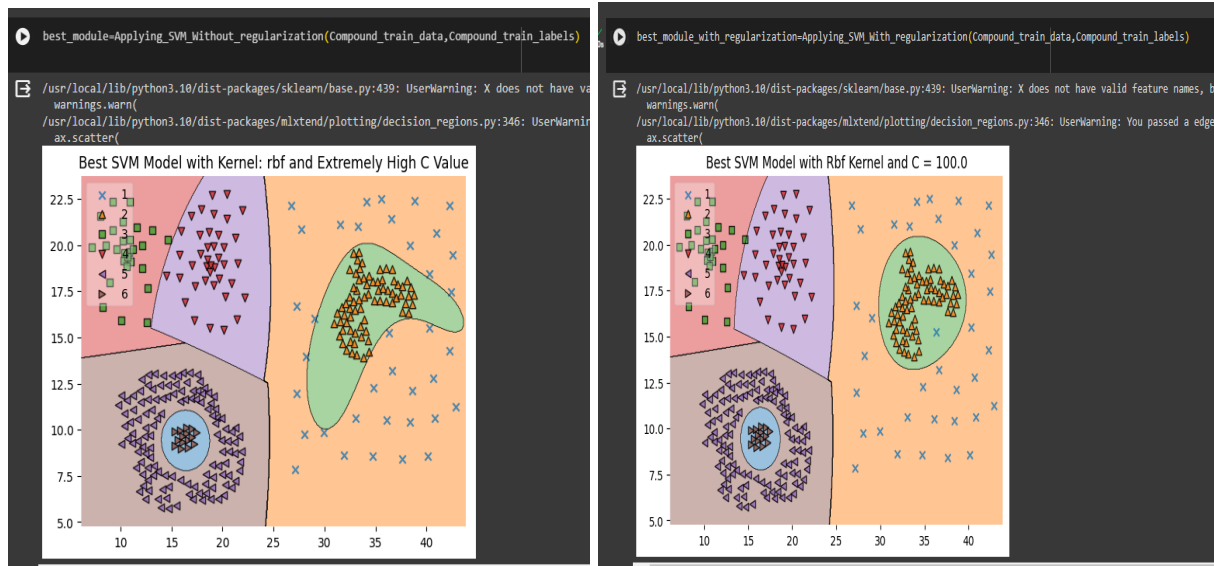 best_module=Applying_SVM_Without_regularization(Compound_train_data,Compound_train_labels)
/usr/local/lib/python3.10/dist-packages/sklearn/base.py:439: UserWarning: X does not have va
warnings.warn(
/usr/local/lib/python3.10/dist-packages/mlxtend/plotting/decision_regions.py:346: UserWarnin
ax.scatter(
Best SVM Model with Kernel: rbf and Extremely High C Value
1
2
3
4
5
6
22.5
20.0
17.5
15.0
12.5
10.0
7.5
5.0
10 15 20 25 30 35 40
best_module_with_regularization=Applying_SVM_With_regularization(Compound_train_data,Compound_train_labels)
/usr/local/lib/python3.10/dist-packages/sklearn/base.py:439: UserWarning: X does not have valid feature names, b
warnings.warn(
/usr/local/lib/python3.10/dist-packages/mlxtend/plotting/decision_regions.py:346: UserWarning: You passed a edge
ax.scatter(
Best SVM Model with Rbf Kernel and C = 100.0
1
2
3
4
5
6
22.5
20.0
17.5
15.0
12.5
10.0
7.5
5.0
10 15 20 25 30 35 40